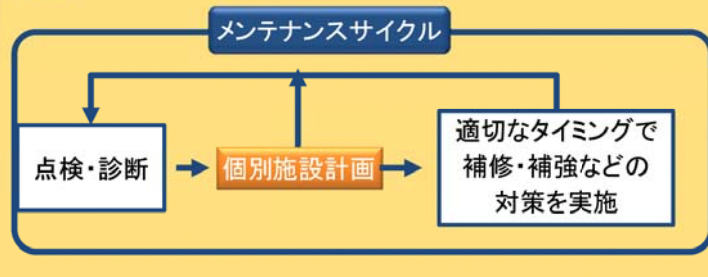 メンテナンスサイクル
点検・診断
個別施設計画
適切なタイミングで
補修・補強などの
対策を実施